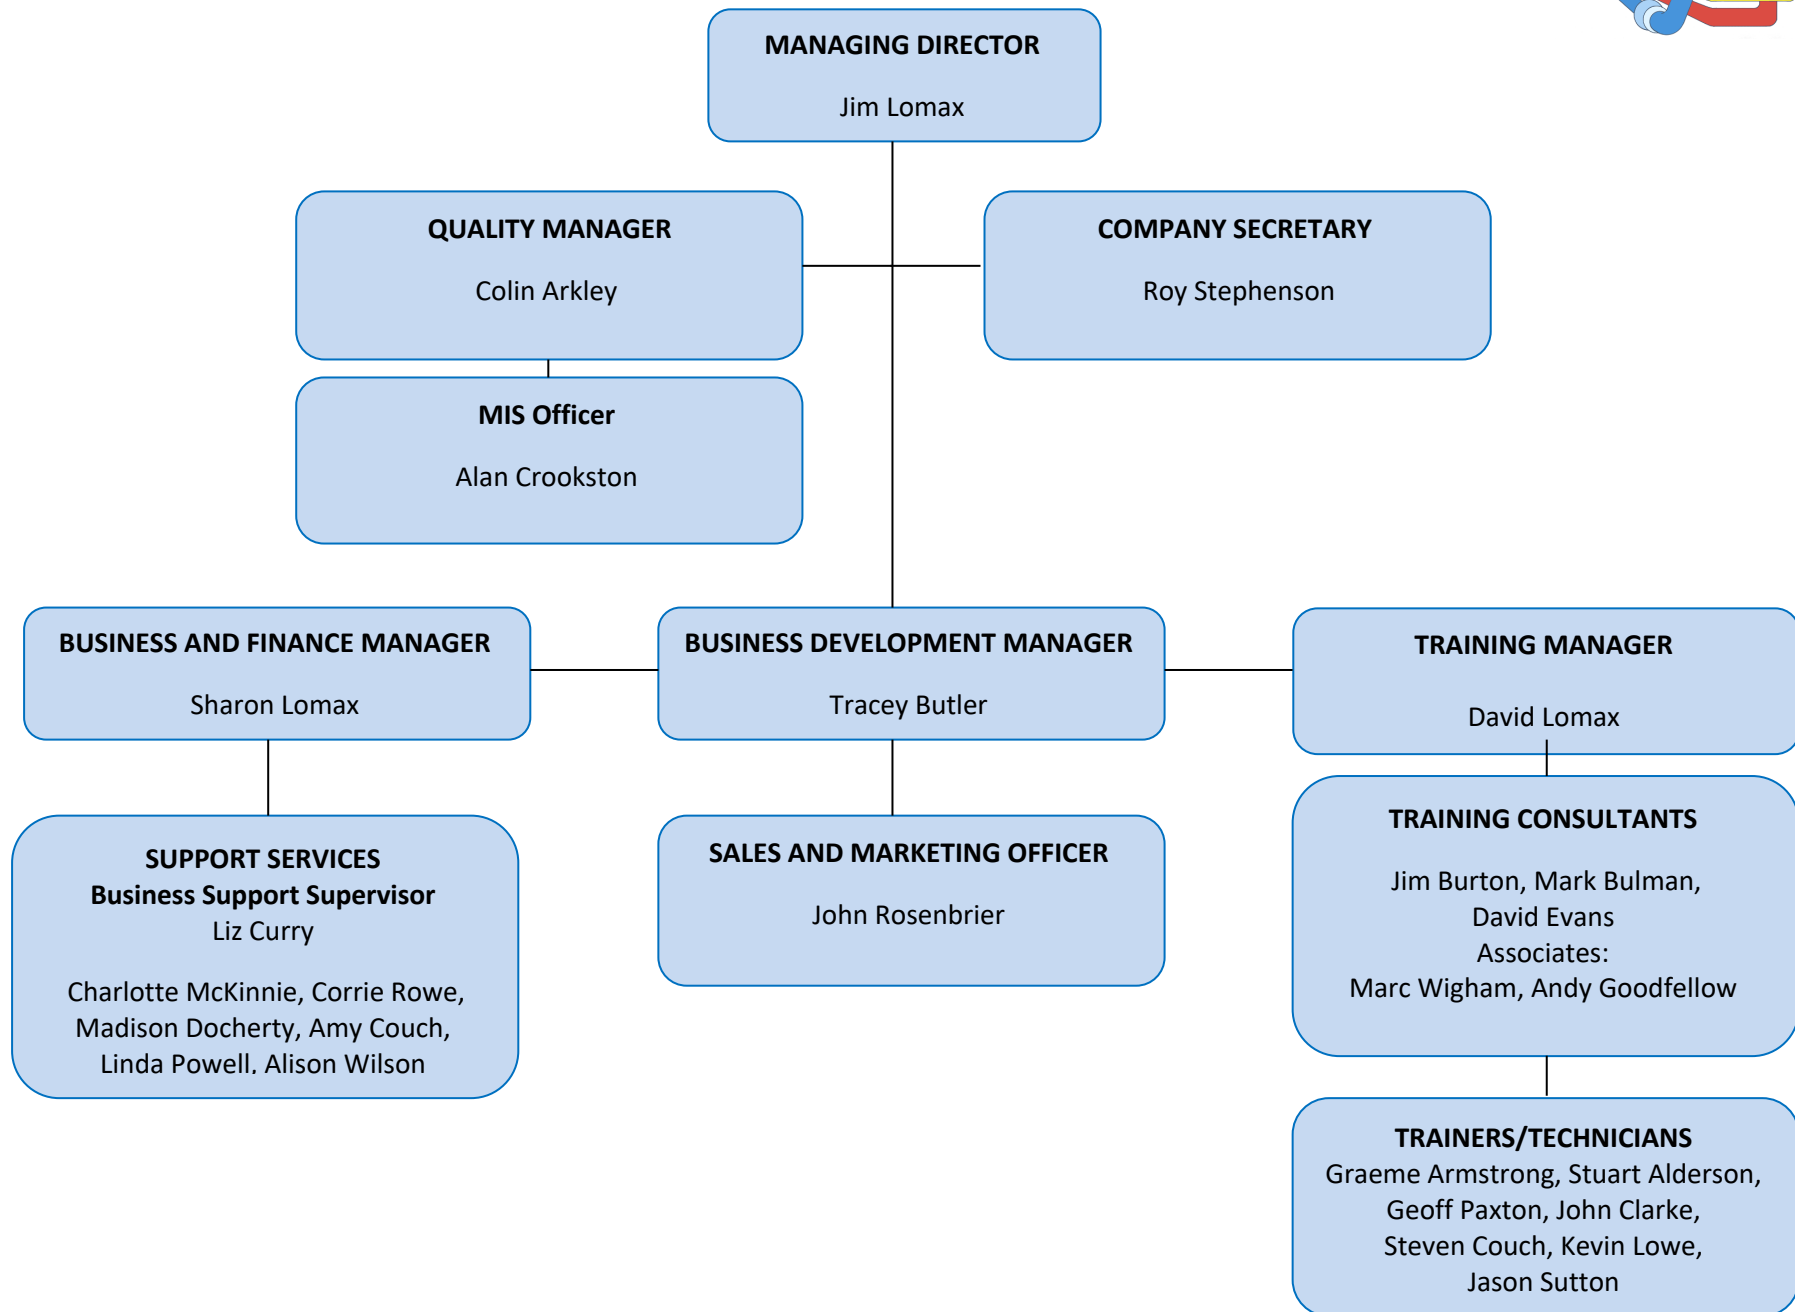 MANAGING DIRECTOR
Jim Lomax
QUALITY MANAGER
Colin Arkley
COMPANY SECRETARY
Roy Stephenson
MIS Officer
Alan Crookston
BUSINESS AND FINANCE MANAGER
Sharon Lomax
BUSINESS DEVELOPMENT MANAGER
Tracey Butler
TRAINING MANAGER
David Lomax
SUPPORT SERVICES
Business Support Supervisor
Liz Curry
Charlotte McKinnie, Corrie Rowe,
Madison Docherty, Amy Couch,
Linda Powell, Alison Wilson
SALES AND MARKETING OFFICER
John Rosenbrier
TRAINING CONSULTANTS
Jim Burton, Mark Bulman,
David Evans
Associates:
Marc Wigham, Andy Goodfellow
TRAINERS/TECHNICIANS
Graeme Armstrong, Stuart Alderson,
Geoff Paxton, John Clarke,
Steven Couch, Kevin Lowe,
Jason Sutton